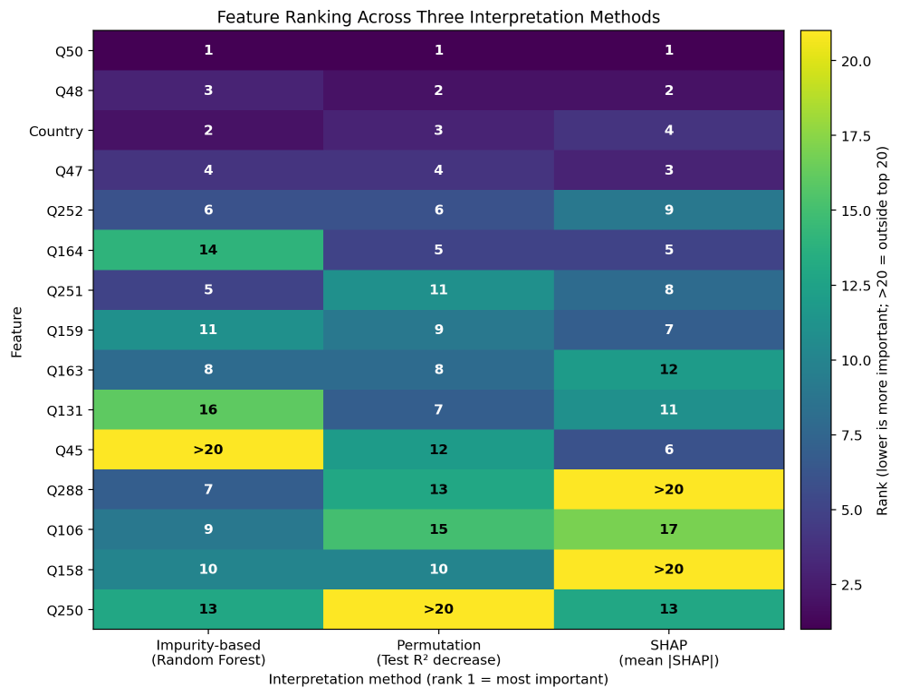 Feature Ranking Across Three Interpretation Methods
Feature
Q50 1 1 1
Q48 3 2 2
Country 2 3 4
Q47 4 4 3
Q252 6 6 9
Q164 14 5 5
Q251 5 11 8
Q159 11 9 7
Q163 8 8 12
Q131 16 7 11
Q45 >20 12 6
Q288 7 13 >20
Q106 9 15 17
Q158 10 10 >20
Q250 13 >20 13
Impurity-based
(Random Forest)
Permutation
(Test R² decrease)
SHAP
(mean |SHAP|)
Interpretation method (rank 1 = most important)
20.0
17.5
15.0
12.5
10.0
7.5
5.0
2.5
Rank (lower is more important; >20 = outside top 20)